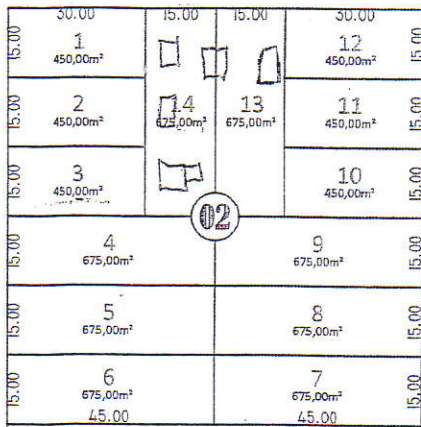 30.00 15.00 15.00 30.00
15.00 1 12 15.00
450,00m² 450,00m²
15.00 2 14 13 11 15.00
450,00m² 675,00m² 675,00m² 450,00m²
15.00 3 10 15.00
450,00m² 450,00m²
02
15.00 4 9 15.00
675,00m² 675,00m²
15.00 5 8 15.00
675,00m² 675,00m²
15.00 6 7 15.00
675,00m² 675,00m²
45.00 45.00